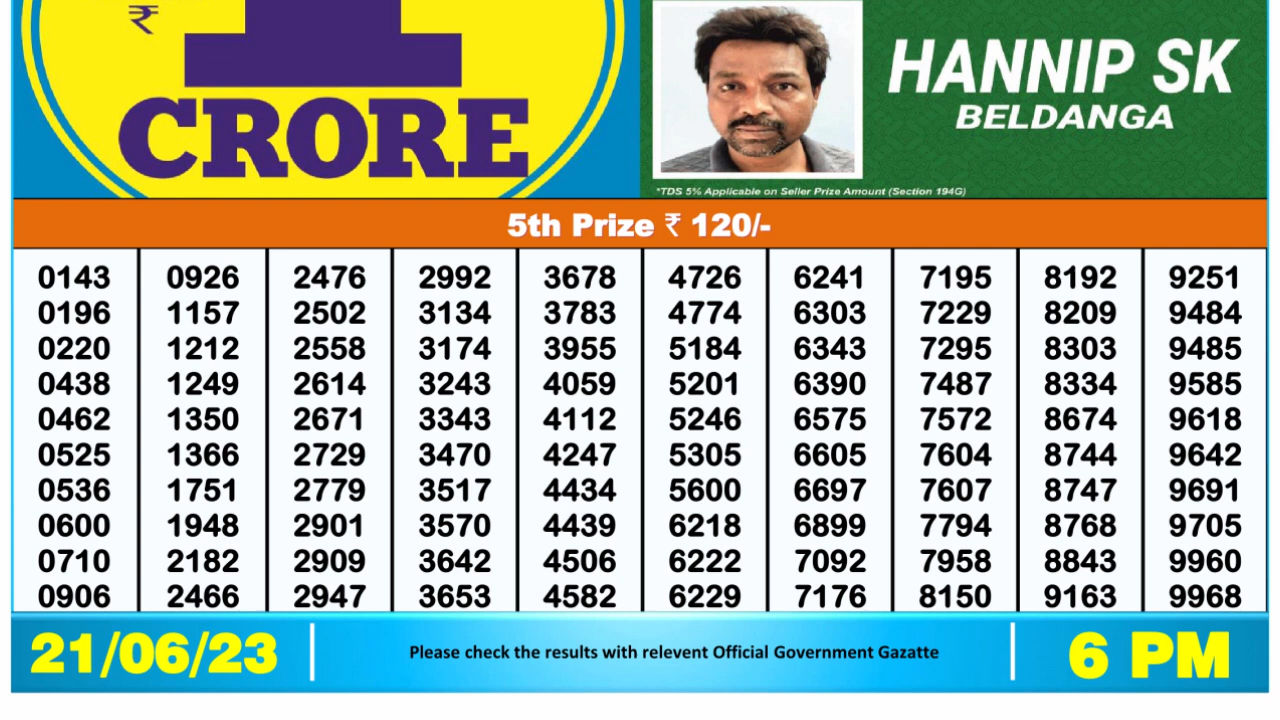 ₹
1
CRORE
HANNIP SK
BELDANGA
*TDS 5% Applicable on Seller Prize Amount (Section 194G)
5th Prize ₹ 120/-
0143 0926 2476 2992 3678 4726 6241 7195 8192 9251
0196 1157 2502 3134 3783 4774 6303 7229 8209 9484
0220 1212 2558 3174 3955 5184 6343 7295 8303 9485
0438 1249 2614 3243 4059 5201 6390 7487 8334 9585
0462 1350 2671 3343 4112 5246 6575 7572 8674 9618
0525 1366 2729 3470 4247 5305 6605 7604 8744 9642
0536 1751 2779 3517 4434 5600 6697 7607 8747 9691
0600 1948 2901 3570 4439 6218 6899 7794 8768 9705
0710 2182 2909 3642 4506 6222 7092 7958 8843 9960
0906 2466 2947 3653 4582 6229 7176 8150 9163 9968
21/06/23
Please check the results with relevent Official Government Gazatte
6 PM